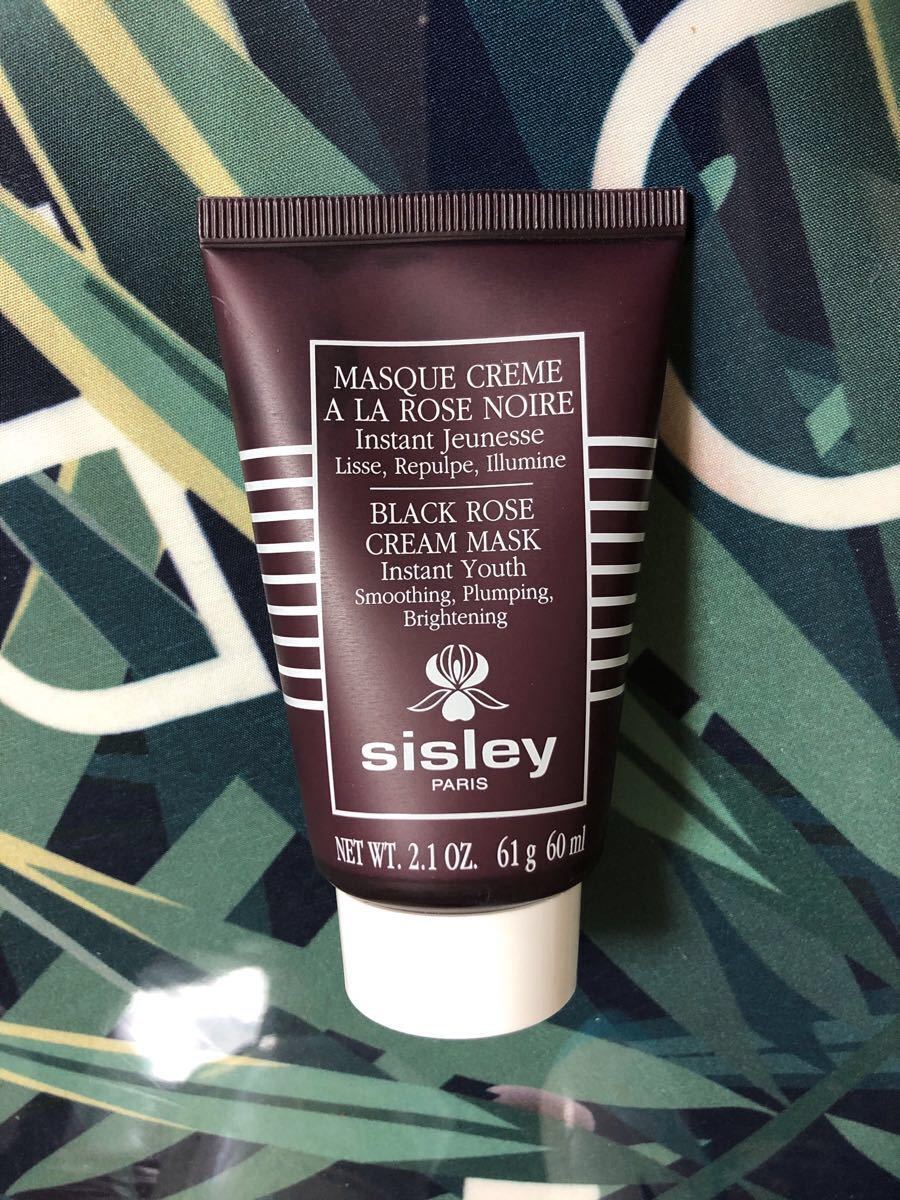 MASQUE CRÈME
A LA ROSE NOIRE
Instant Jeunesse
Lisse, Repulpe, Illumine
BLACK ROSE
CREAM MASK
Instant Youth
Smoothing, Plumping,
Brightening
sisley
PARIS
NET WT. 2.1 OZ. 61 g 60 ml